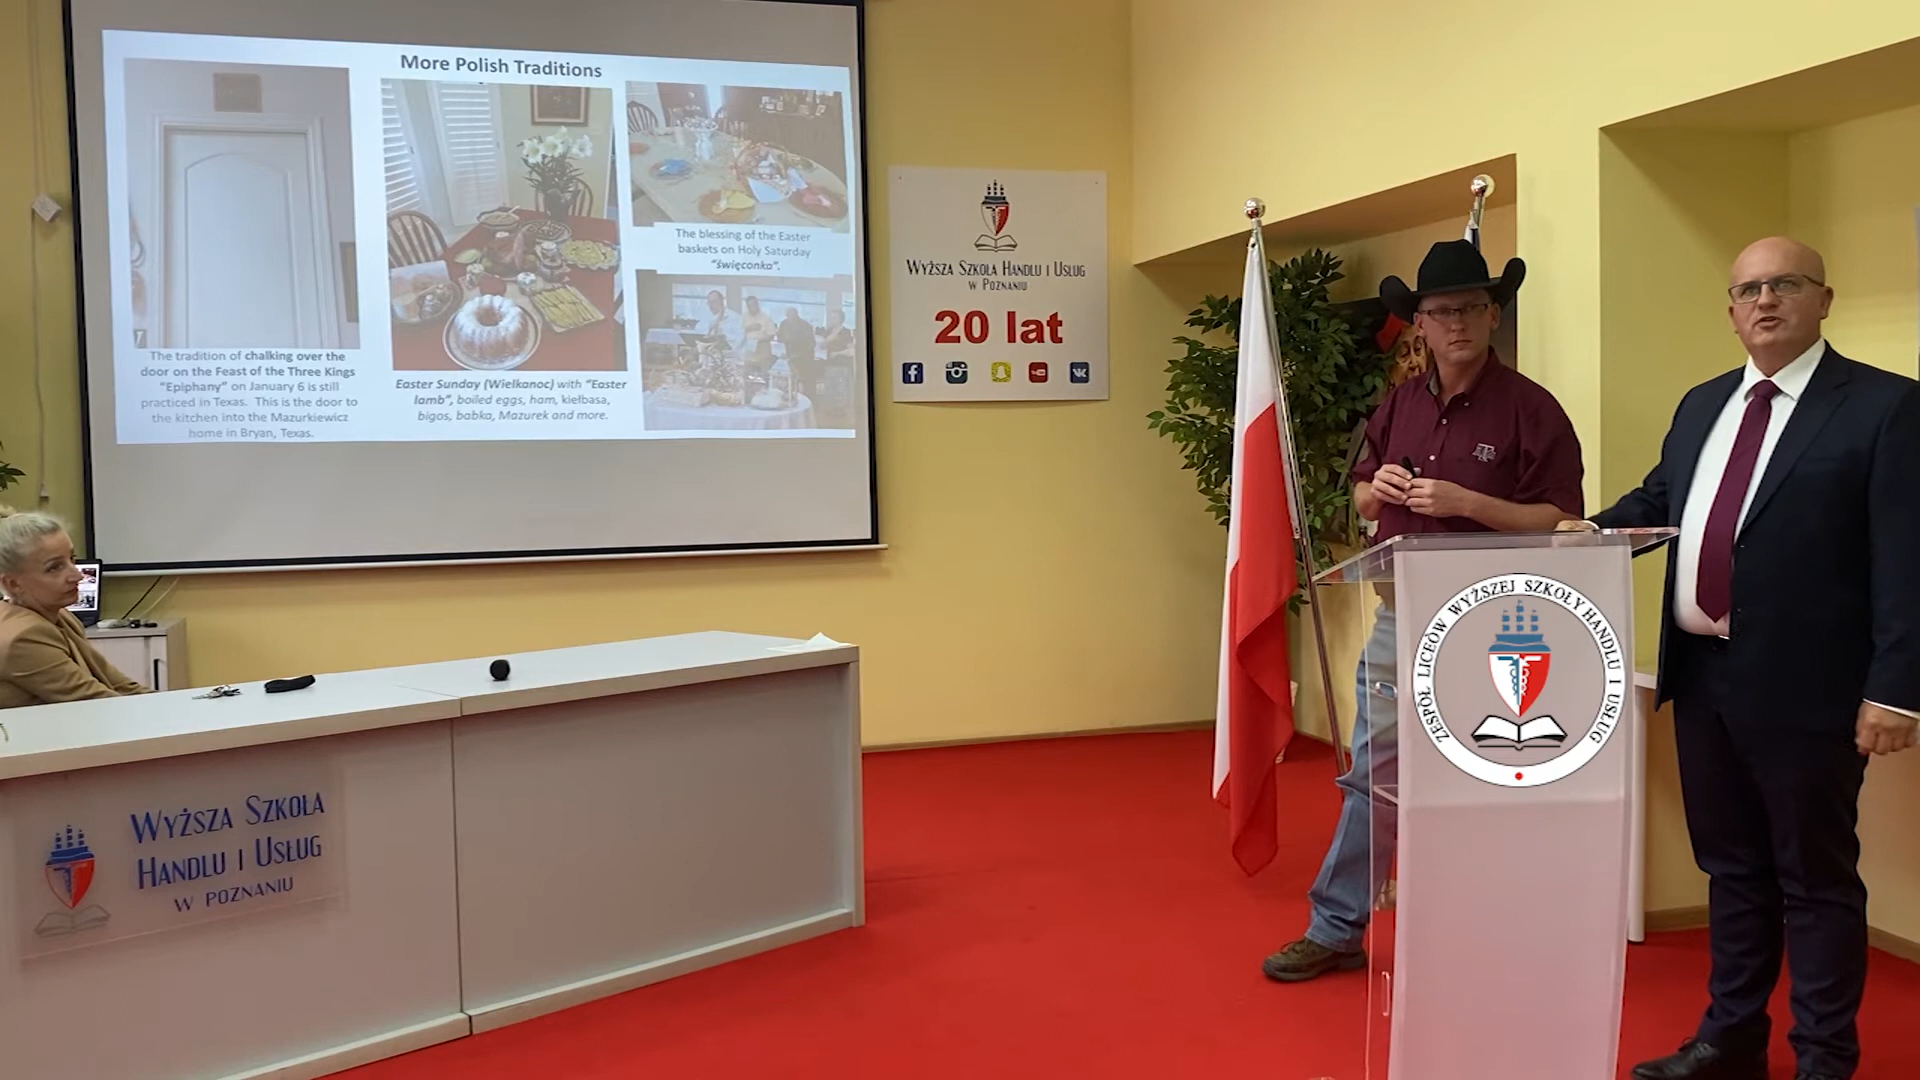 More Polish Traditions
The tradition of chalking over the
door on the Feast of the Three Kings
"Epiphany" on January 6 is still
practiced in Texas. This is the door to
the kitchen into the Mazurkiewicz
home in Bryan, Texas.
Easter Sunday (Wielkanoc) with "Easter
lamb", boiled eggs, ham, kiełbasa,
bigos, babka, Mazurek and more.
The blessing of the Easter
baskets on Holy Saturday
"święconka".
WYŻSZA SZKOŁA HANDLU I USŁUG
W POZNANIU
20 lat
WYŻSZA SZKOŁA
HANDLU I USŁUG
W POZNANIU
ZESPÓŁ LICEÓW WYŻSZEJ SZKOŁY HANDLU I USŁUG
ATM